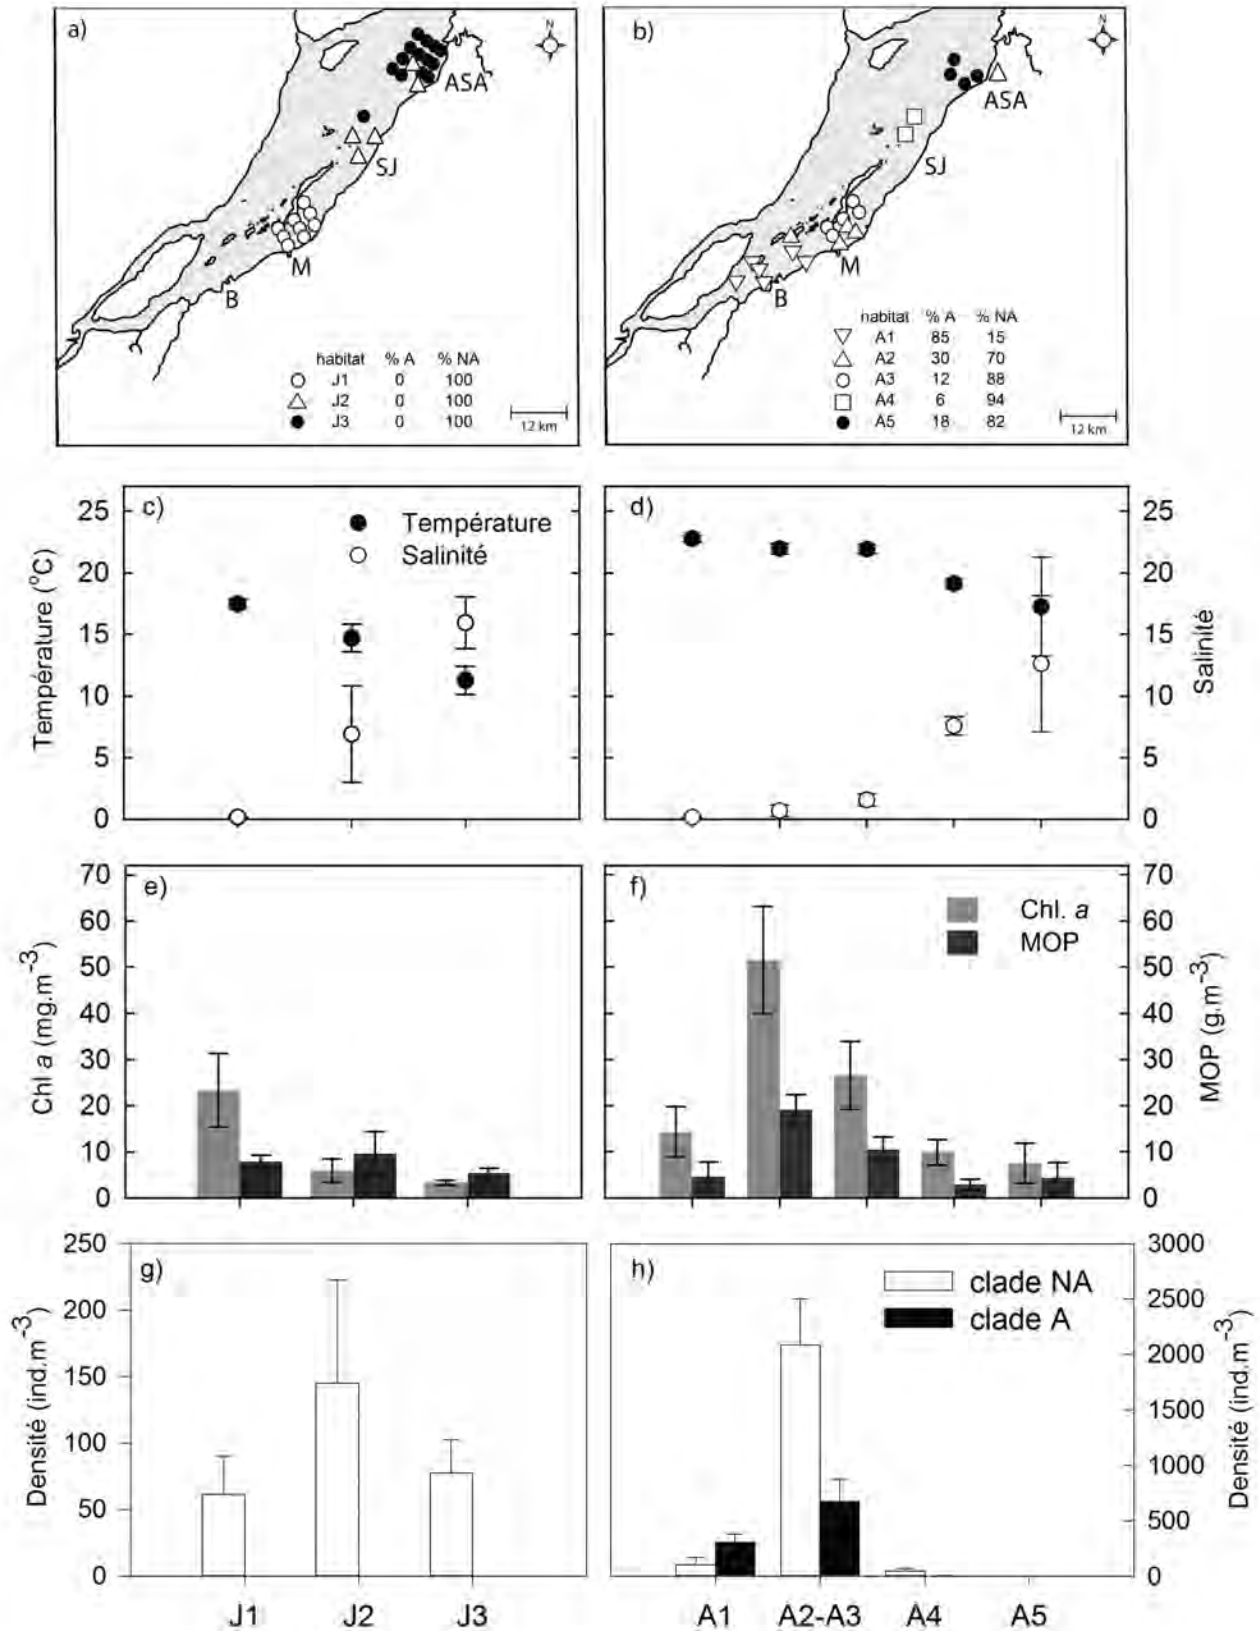 a)
N
ASA
SJ
M
B
habitat % A % NA
J1 0 100
J2 0 100
J3 0 100
12 km
b)
N
ASA
SJ
M
B
habitat % A % NA
A1 85 15
A2 30 70
A3 12 88
A4 6 94
A5 18 82
12 km
c)
Température
Salinité
Température (°C)
25
20
15
10
5
0
d)
25
20
15
10
5
0
Salinité
e)
Chl a (mg.m⁻³)
70
60
50
40
30
20
10
0
f)
Chl. a
MOP
70
60
50
40
30
20
10
0
MOP (g.m⁻³)
g)
Densité (ind.m⁻³)
250
200
150
100
50
0
J1 J2 J3
h)
clade NA
clade A
3000
2500
2000
1500
1000
500
0
Densité (ind.m⁻³)
A1 A2-A3 A4 A5